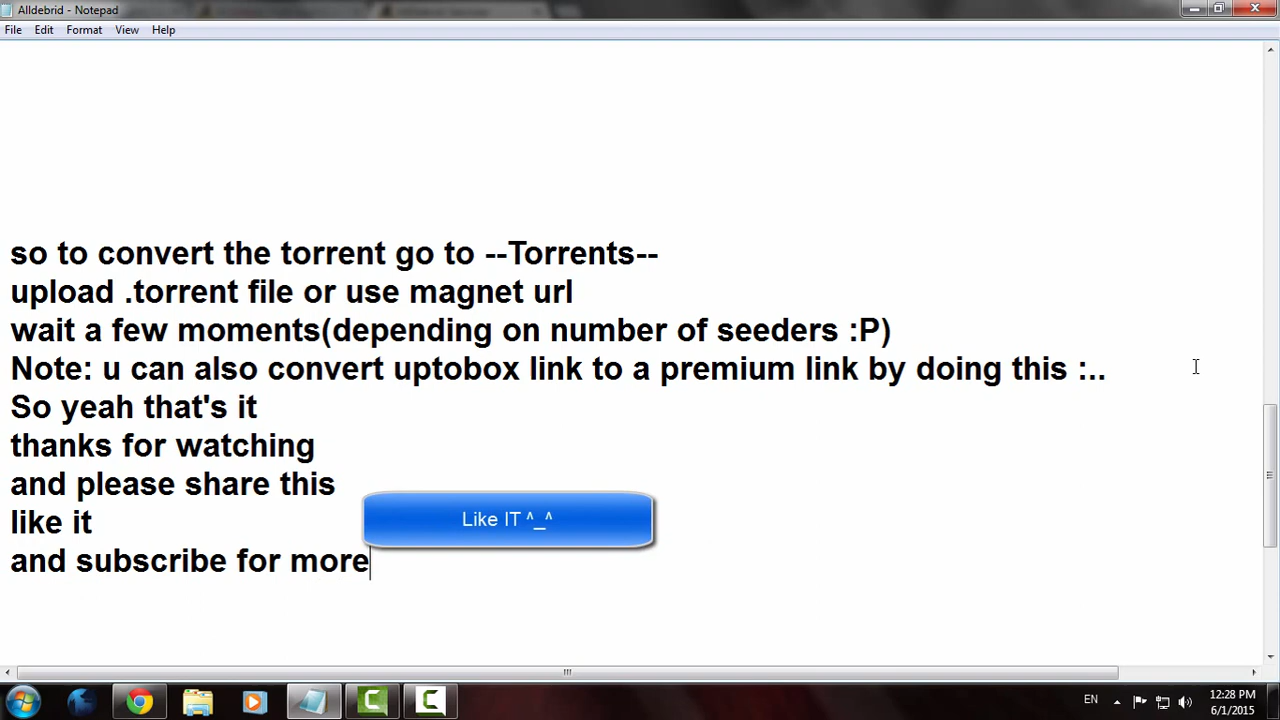 Alldebrid - Notepad
File Edit Format View Help
so to convert the torrent go to --Torrents--
upload .torrent file or use magnet url
wait a few moments(depending on number of seeders :P)
Note: u can also convert uptobox link to a premium link by doing this :..
So yeah that's it
thanks for watching
and please share this
like it
Like IT ^_^
and subscribe for more
EN
12:28 PM
6/1/2015